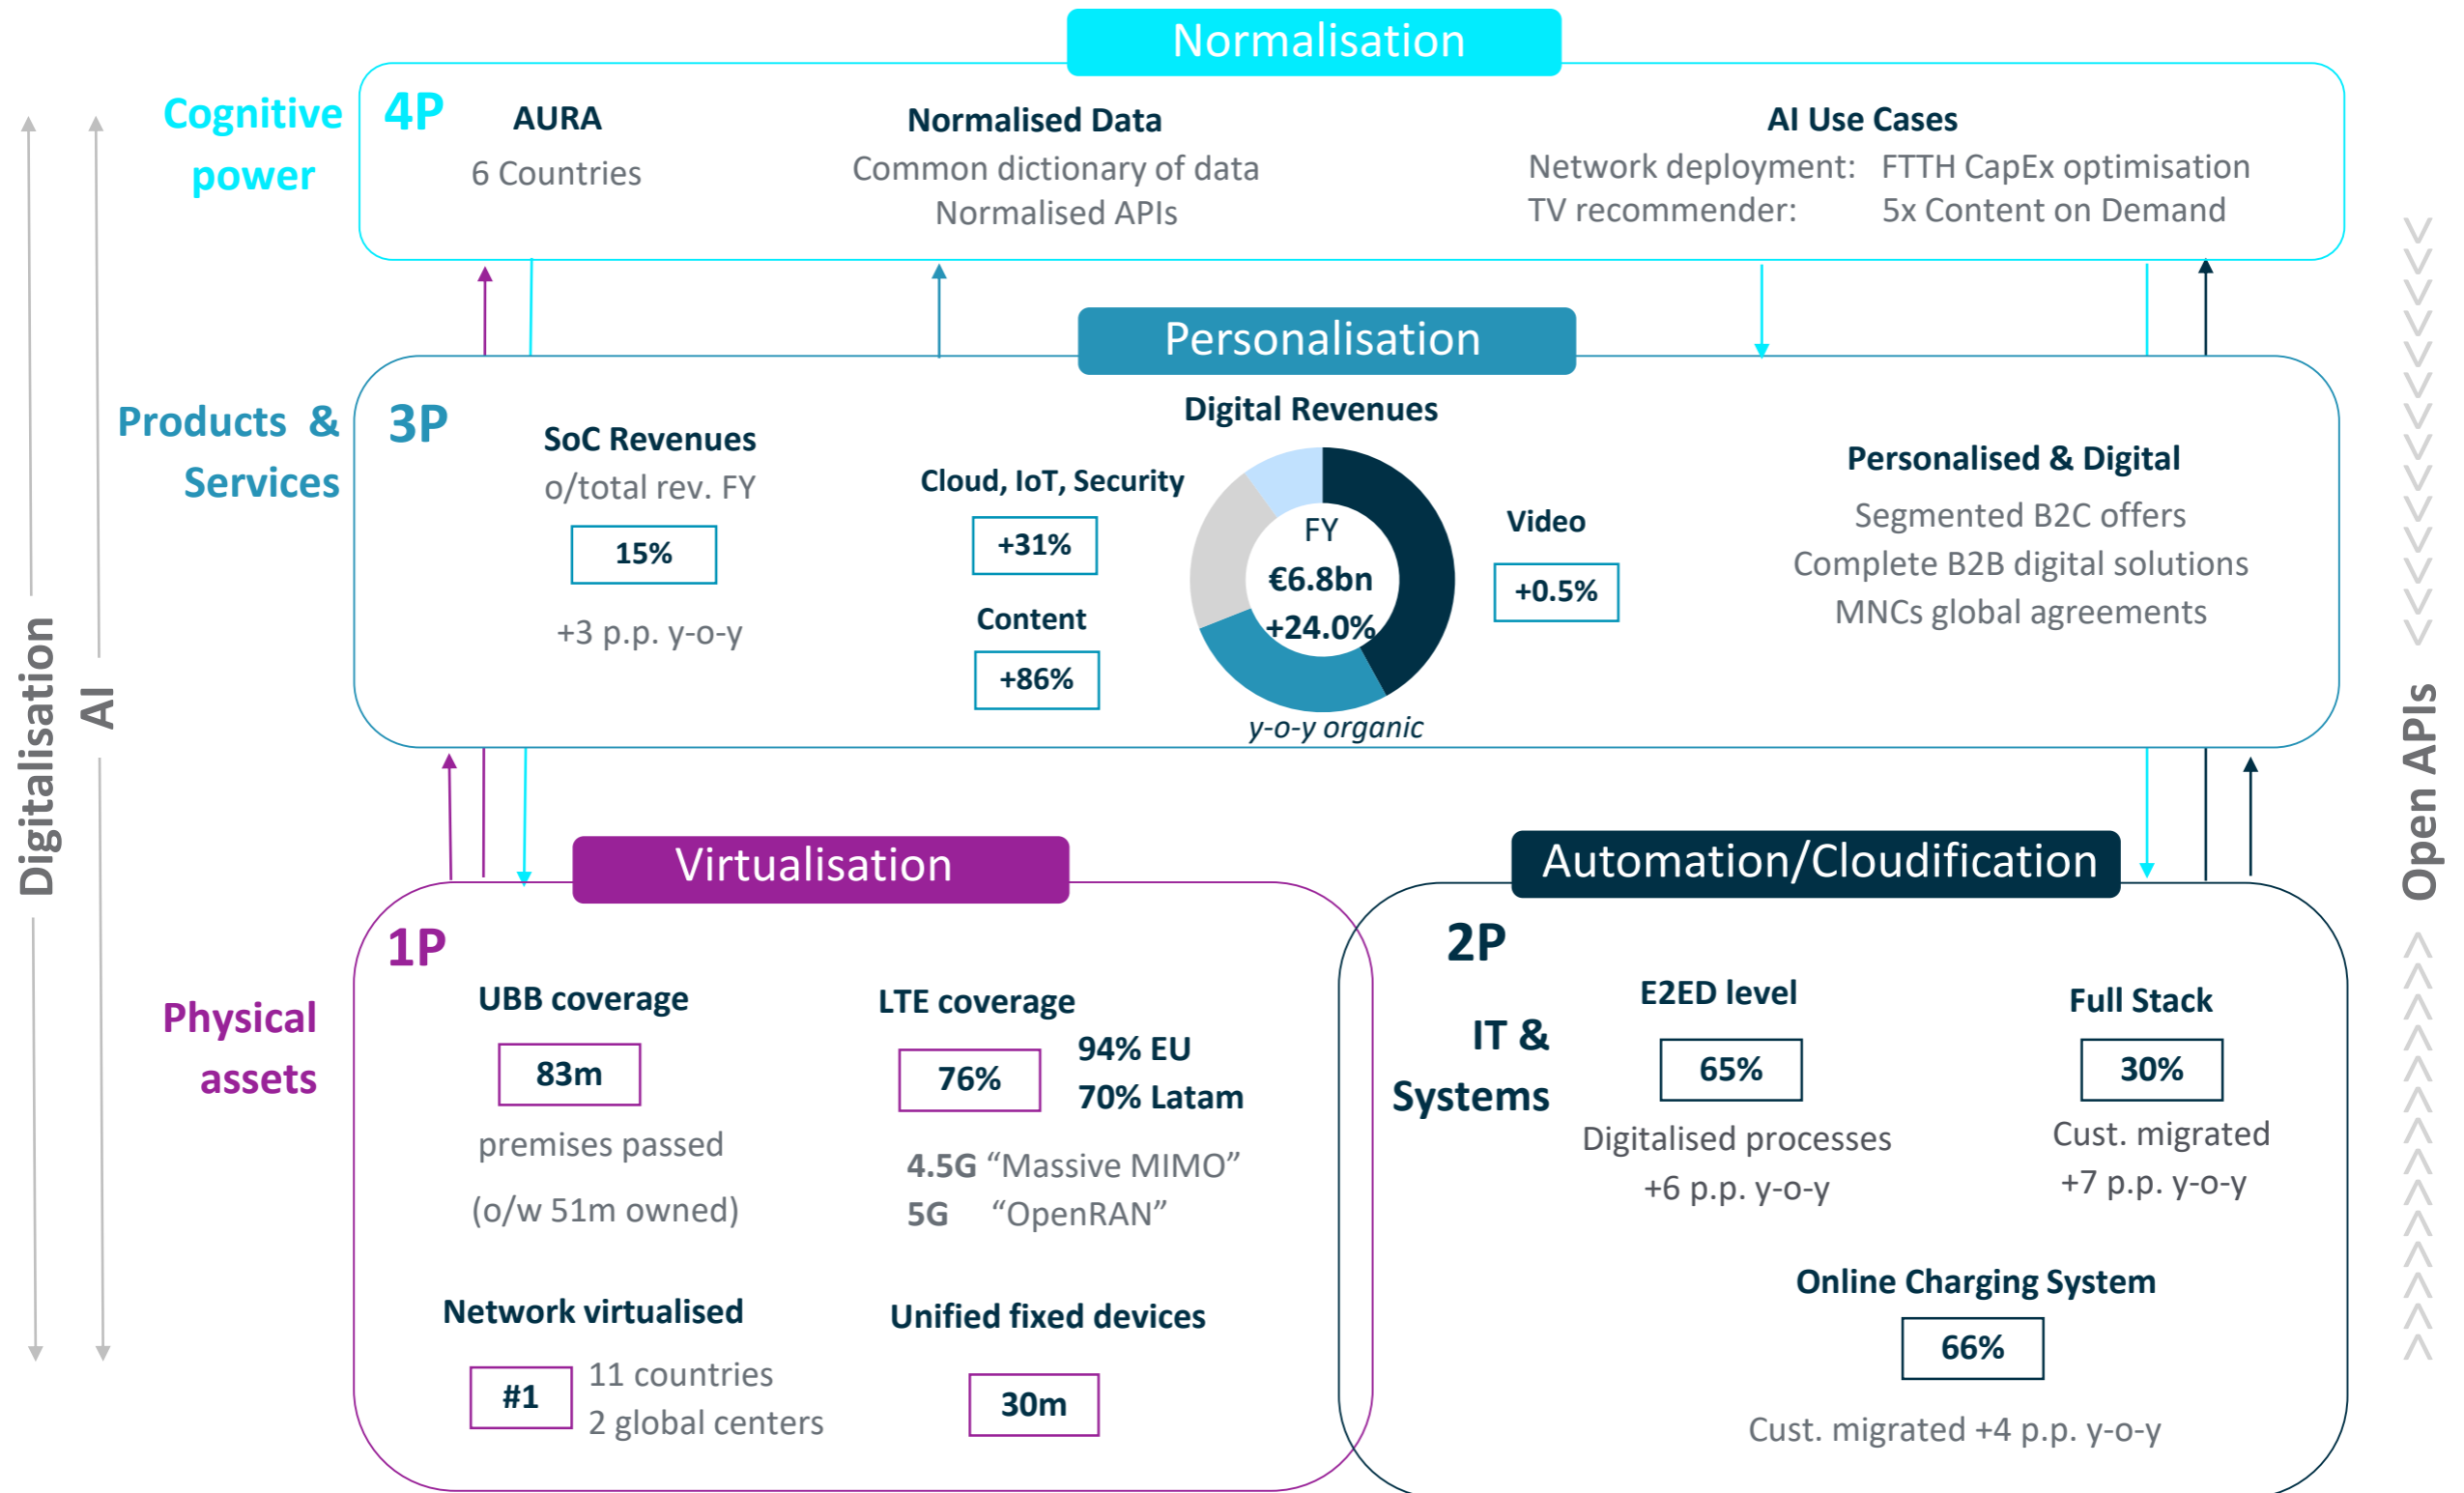 Normalisation
Cognitive
power
4P
AURA
6 Countries
Normalised Data
Common dictionary of data
Normalised APIs
AI Use Cases
Network deployment: FTTH CapEx optimisation
TV recommender: 5x Content on Demand
Personalisation
Products &
Services
3P
SoC Revenues
o/total rev. FY
15%
+3 p.p. y-o-y
Digital Revenues
Cloud, IoT, Security
+31%
Content
+86%
FY
€6.8bn
+24.0%
y-o-y organic
Video
+0.5%
Personalised & Digital
Segmented B2C offers
Complete B2B digital solutions
MNCs global agreements
Digitalisation
AI
Open APIs
Virtualisation
Physical
assets
1P
UBB coverage
83m
premises passed
(o/w 51m owned)
LTE coverage
76%
94% EU
70% Latam
4.5G “Massive MIMO”
5G “OpenRAN”
Network virtualised
#1
11 countries
2 global centers
Unified fixed devices
30m
Automation/Cloudification
2P
IT &
Systems
E2ED level
65%
Digitalised processes
+6 p.p. y-o-y
Full Stack
30%
Cust. migrated
+7 p.p. y-o-y
Online Charging System
66%
Cust. migrated +4 p.p. y-o-y